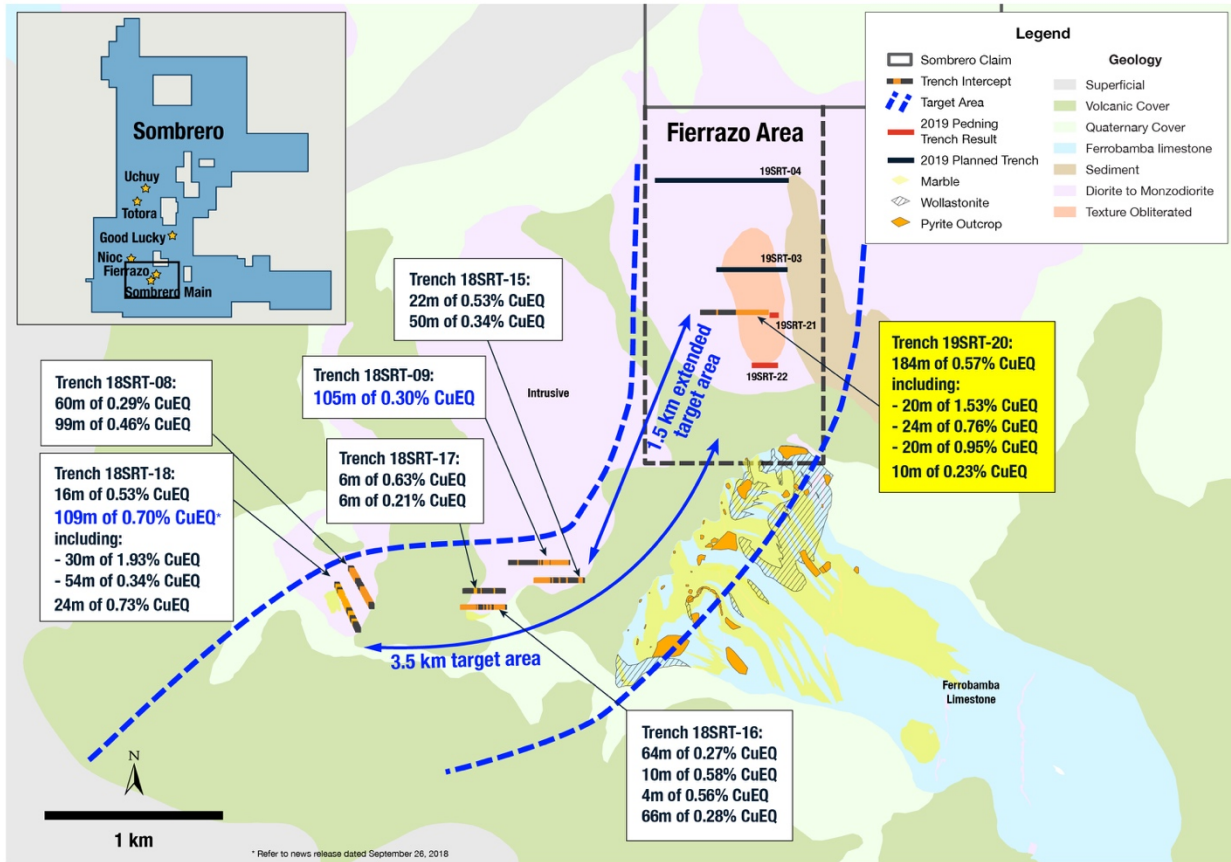 Sombrero
Uchuy
Totora
Good Lucky
Nioc
Fierrazo
Sombrero Main
Fierrazo Area
19SRT-04
19SRT-03
19SRT-21
19SRT-22
Legend
Sombrero Claim
Trench Intercept
Target Area
2019 Pedning
Trench Result
2019 Planned Trench
Marble
Wollastonite
Pyrite Outcrop
Geology
Superficial
Volcanic Cover
Quaternary Cover
Ferrobamba limestone
Sediment
Diorite to Monzodiorite
Texture Obliterated
Trench 18SRT-15:
22m of 0.53% CuEQ
50m of 0.34% CuEQ
Trench 18SRT-08:
60m of 0.29% CuEQ
99m of 0.46% CuEQ
Trench 18SRT-09:
105m of 0.30% CuEQ
Intrusive
1.5 km extended
target area
Trench 19SRT-20:
184m of 0.57% CuEQ
including:
- 20m of 1.53% CuEQ
- 24m of 0.76% CuEQ
- 20m of 0.95% CuEQ
10m of 0.23% CuEQ
Trench 18SRT-17:
6m of 0.63% CuEQ
6m of 0.21% CuEQ
Trench 18SRT-18:
16m of 0.53% CuEQ
109m of 0.70% CuEQ*
including:
- 30m of 1.93% CuEQ
- 54m of 0.34% CuEQ
24m of 0.73% CuEQ
3.5 km target area
Ferrobamba
Limestone
Trench 18SRT-16:
64m of 0.27% CuEQ
10m of 0.58% CuEQ
4m of 0.56% CuEQ
66m of 0.28% CuEQ
N
1 km
* Refer to news release dated September 26, 2018